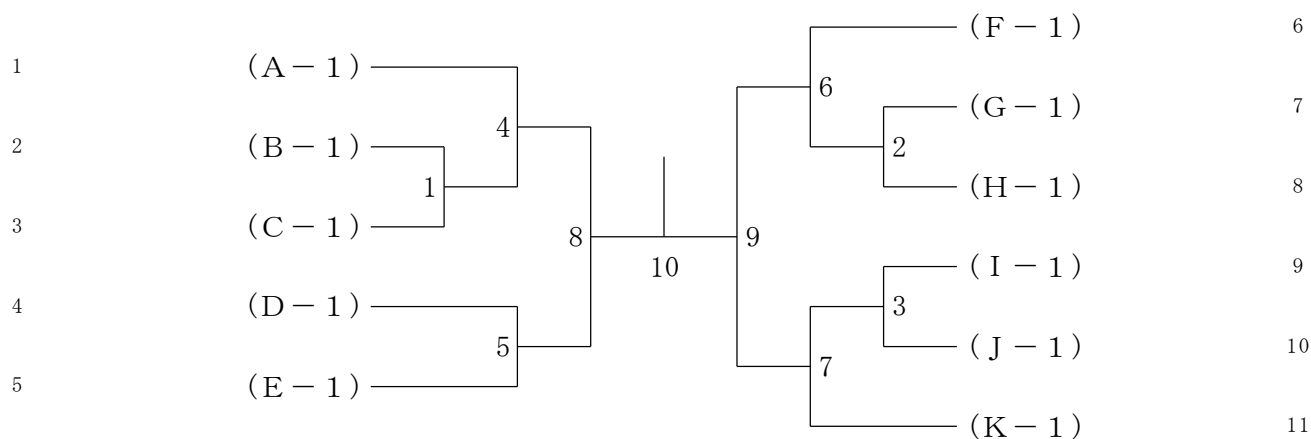 1 (A-1)
2 (B-1)
3 (C-1)
4 (D-1)
5 (E-1)
4
1
5
8
10
9
6
2
3
7
(F-1) 6
(G-1) 7
(H-1) 8
(I-1) 9
(J-1) 10
(K-1) 11